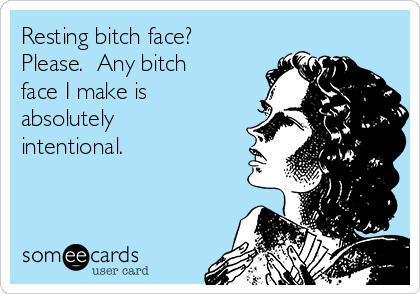 Resting bitch face?
Please.  Any bitch
face I make is
absolutely
intentional.
someecards
user card